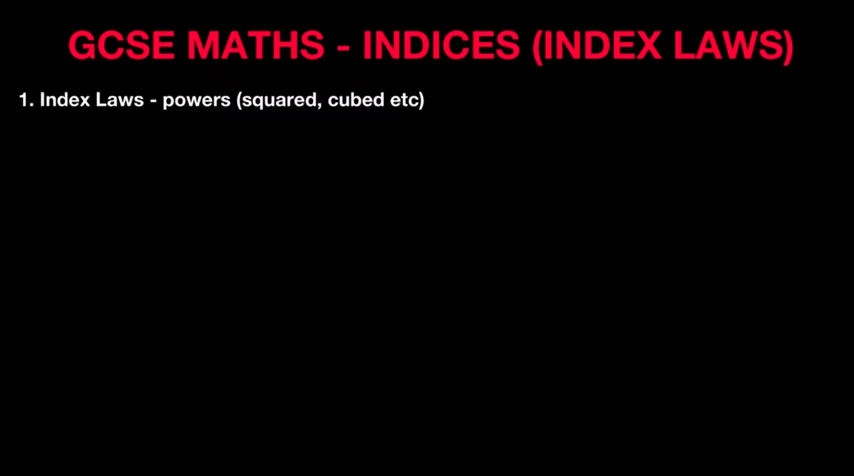 GCSE MATHS - INDICES (INDEX LAWS)
1. Index Laws - powers (squared, cubed etc)